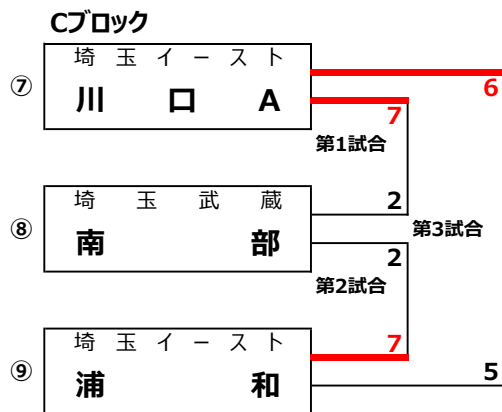 Cブロック
埼玉イースト
⑦
川口A
6
7
第1試合
埼玉武蔵
2
⑧
南部
第3試合
2
第2試合
埼玉イースト
7
⑨
浦和
5